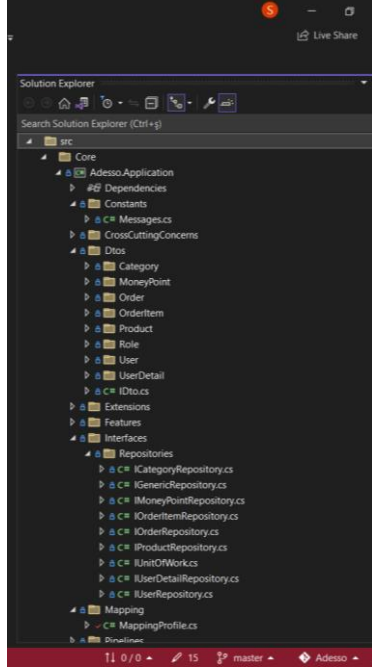 S
Live Share
Solution Explorer
Search Solution Explorer (Ctrl+ş)
src
Core
Adesso.Application
Dependencies
Constants
C# Messages.cs
CrossCuttingConcerns
Dtos
Category
MoneyPoint
Order
OrderItem
Product
Role
User
UserDetail
C# IDto.cs
Extensions
Features
Interfaces
Repositories
C# ICategoryRepository.cs
C# IGenericRepository.cs
C# IMoneyPointRepository.cs
C# IOrderItemRepository.cs
C# IOrderRepository.cs
C# IProductRepository.cs
C# IUnitOfWork.cs
C# IUserDetailRepository.cs
C# IUserRepository.cs
Mapping
C# MappingProfile.cs
Pipelines
0 / 0 15 master Adesso